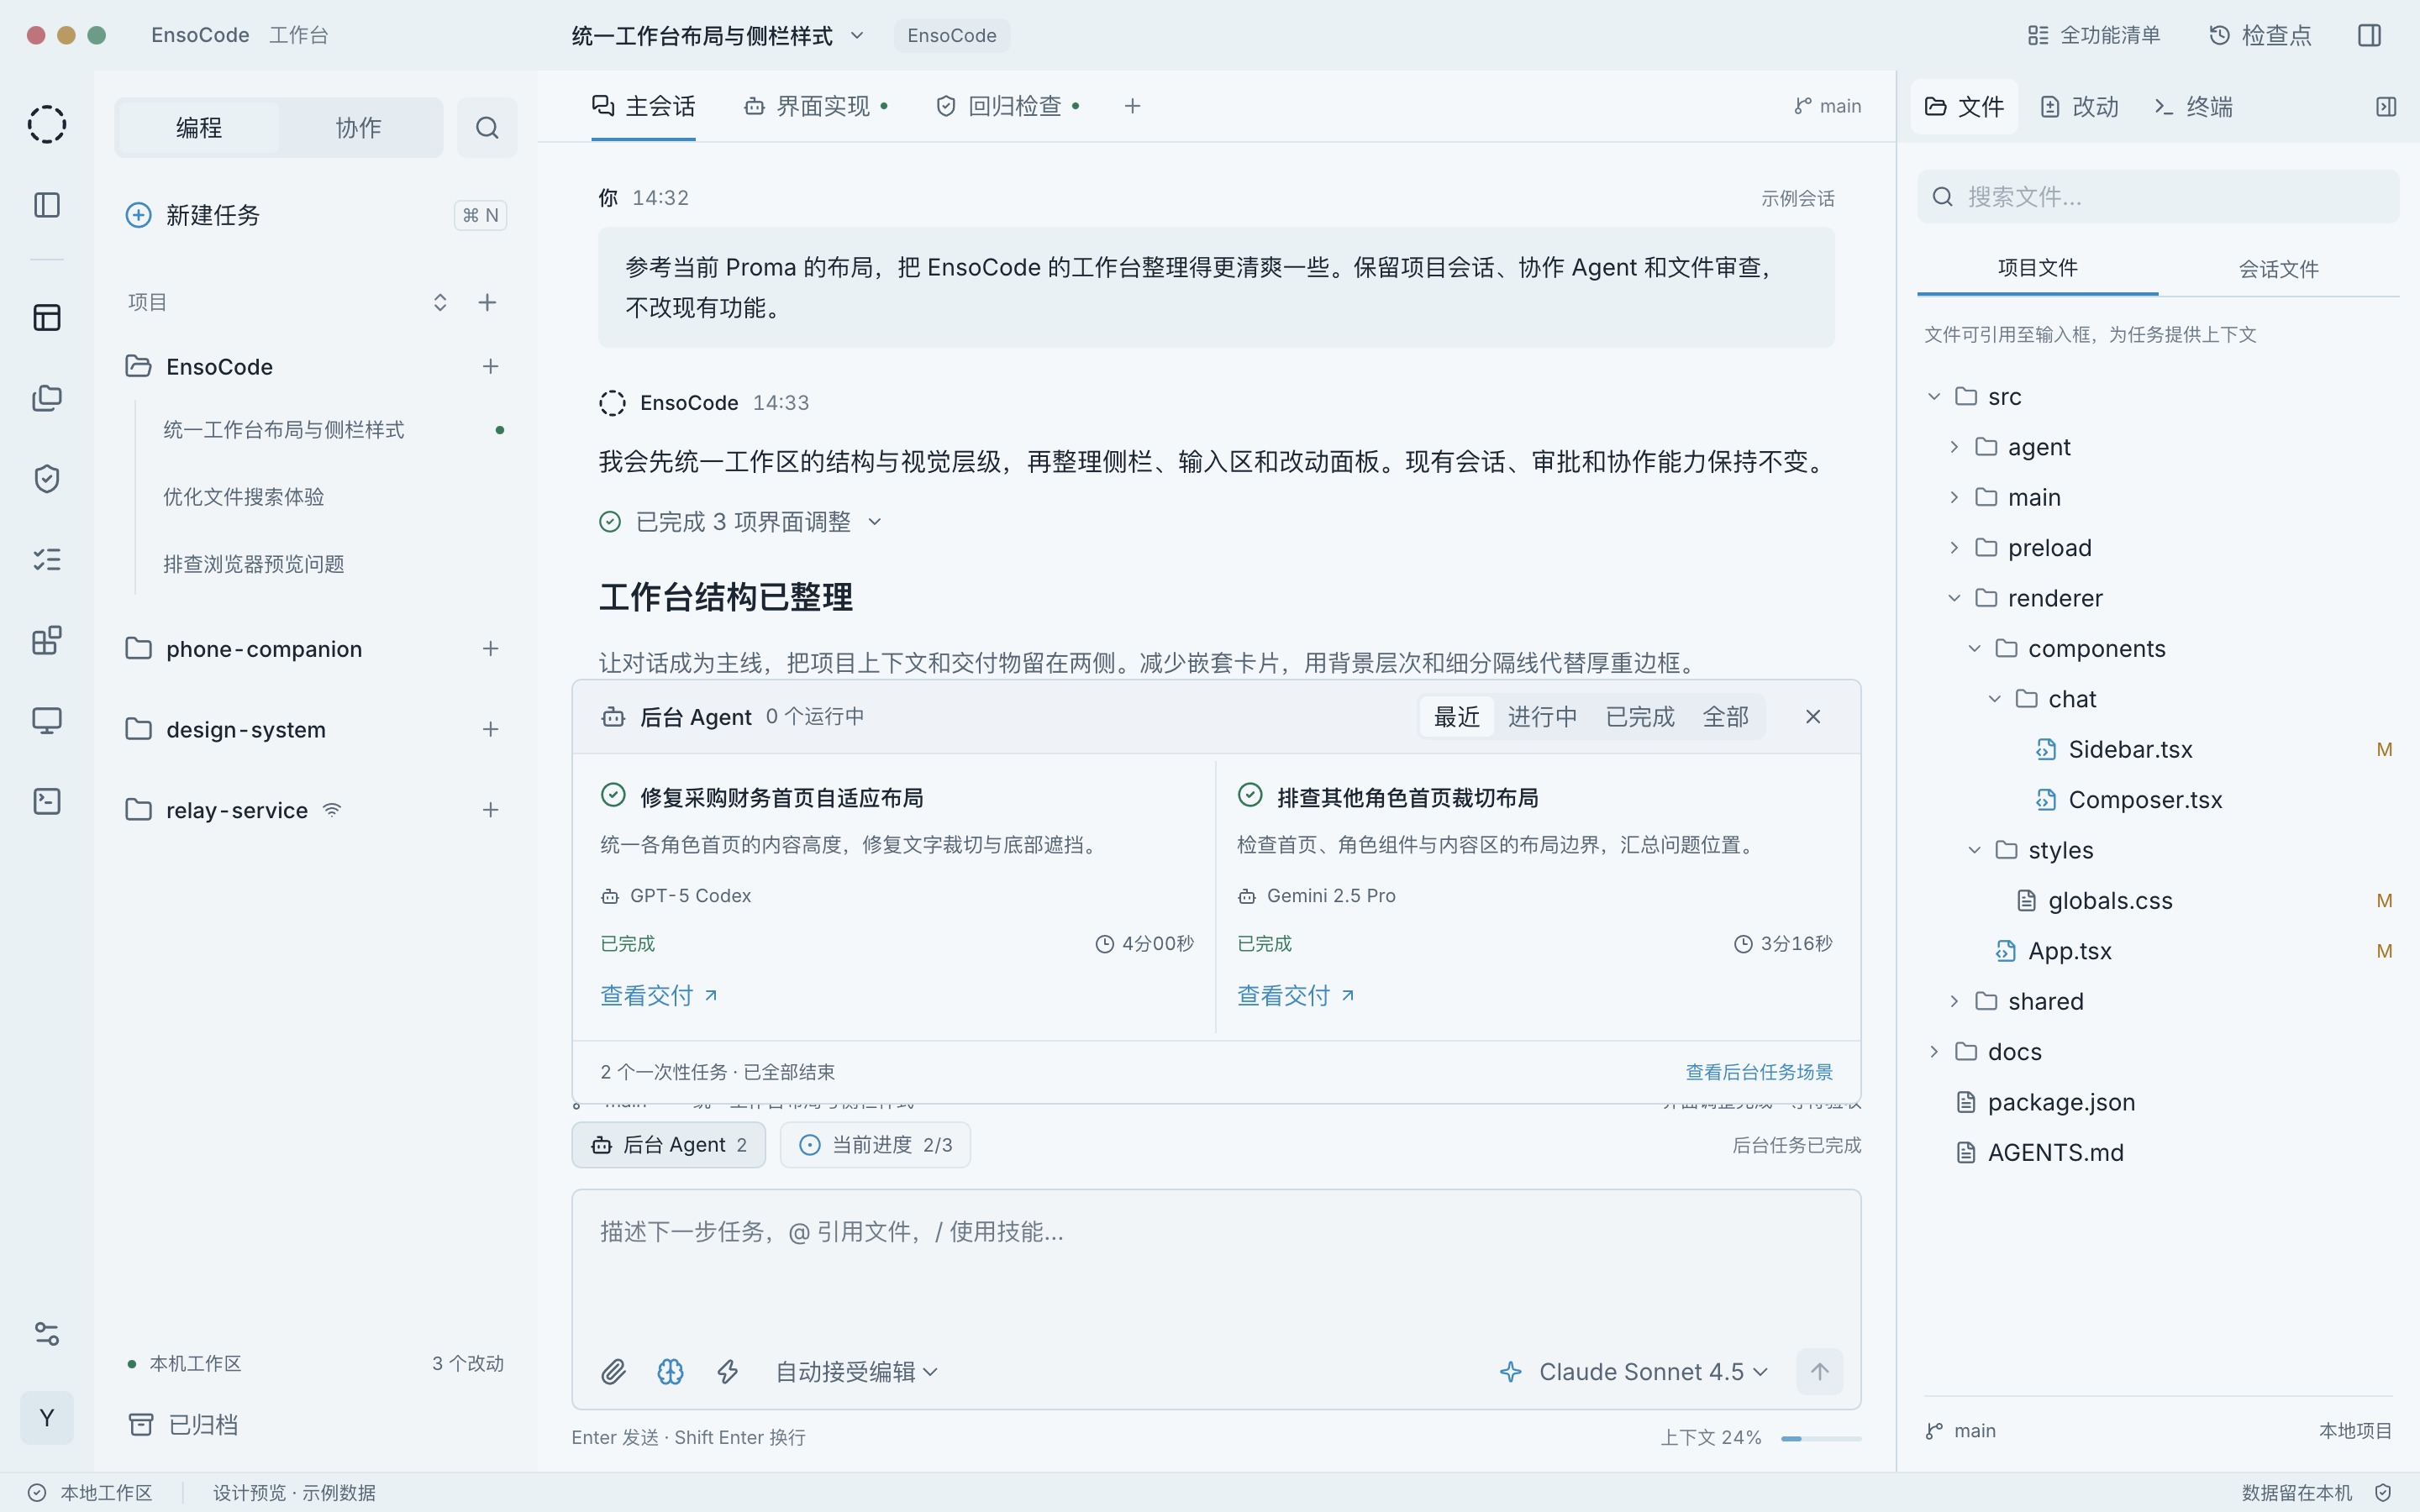 EnsoCode 工作台
统一工作台布局与侧栏样式 EnsoCode
全功能清单 检查点
编程 协作
新建任务 ⌘ N
项目
EnsoCode
统一工作台布局与侧栏样式
优化文件搜索体验
排查浏览器预览问题
phone-companion
design-system
relay-service
本机工作区 3 个改动
已归档
Y
主会话 界面实现 回归检查 main
你 14:32 示例会话
参考当前 Proma 的布局，把 EnsoCode 的工作台整理得更清爽一些。保留项目会话、协作 Agent 和文件审查，
不改现有功能。
EnsoCode 14:33
我会先统一工作区的结构与视觉层级，再整理侧栏、输入区和改动面板。现有会话、审批和协作能力保持不变。
已完成 3 项界面调整
工作台结构已整理
让对话成为主线，把项目上下文和交付物留在两侧。减少嵌套卡片，用背景层次和细分隔线代替厚重边框。
后台 Agent 0 个运行中 最近 进行中 已完成 全部
修复采购财务首页自适应布局
统一各角色首页的内容高度，修复文字裁切与底部遮挡。
GPT-5 Codex
已完成 4分00秒
查看交付
排查其他角色首页裁切布局
检查首页、角色组件与内容区的布局边界，汇总问题位置。
Gemini 2.5 Pro
已完成 3分16秒
查看交付
2 个一次性任务 · 已全部结束 查看后台任务场景
后台 Agent 2 当前进度 2/3 后台任务已完成
描述下一步任务，@ 引用文件，/ 使用技能...
自动接受编辑 Claude Sonnet 4.5
Enter 发送 · Shift Enter 换行 上下文 24%
文件 改动 终端
搜索文件...
项目文件 会话文件
文件可引用至输入框，为任务提供上下文
src
agent
main
preload
renderer
components
chat
Sidebar.tsx M
Composer.tsx
styles
globals.css M
App.tsx M
shared
docs
package.json
AGENTS.md
main 本地项目
本地工作区 设计预览 · 示例数据 数据留在本机